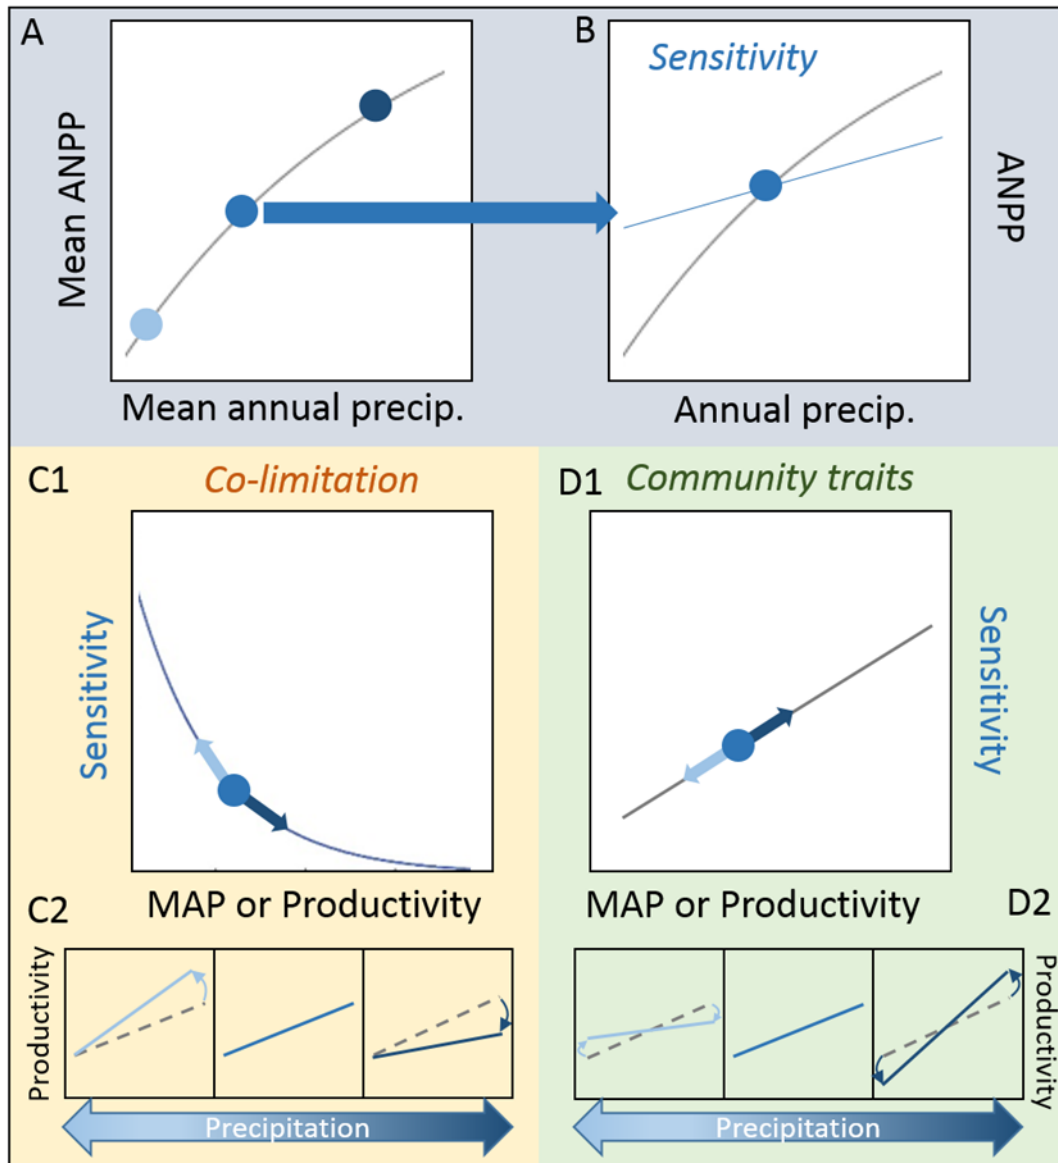 A
Mean ANPP
Mean annual precip.
B
Sensitivity
ANPP
Annual precip.
C1
Co-limitation
Sensitivity
MAP or Productivity
D1
Community traits
Sensitivity
MAP or Productivity
C2
Productivity
Precipitation
D2
Productivity
Precipitation